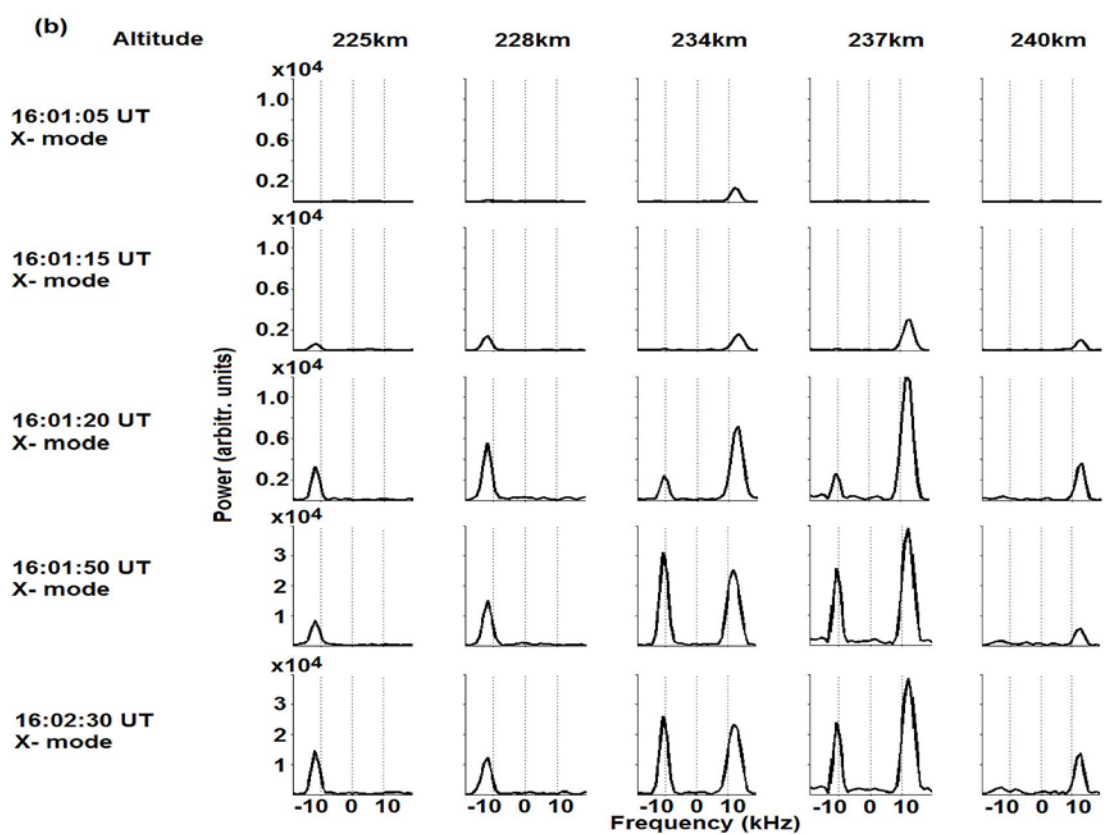 (b) Altitude 225km 228km 234km 237km 240km
x10⁴
16:01:05 UT
X- mode
1.0
0.6
0.2
x10⁴
16:01:15 UT
X- mode
1.0
0.6
0.2
x10⁴
16:01:20 UT
X- mode
1.0
0.6
0.2
x10⁴
16:01:50 UT
X- mode
3
2
1
x10⁴
16:02:30 UT
X- mode
3
2
1
Power (arbitr. units)
-10 0 10 -10 0 10 -10 0 10 -10 0 10 -10 0 10
Frequency (kHz)